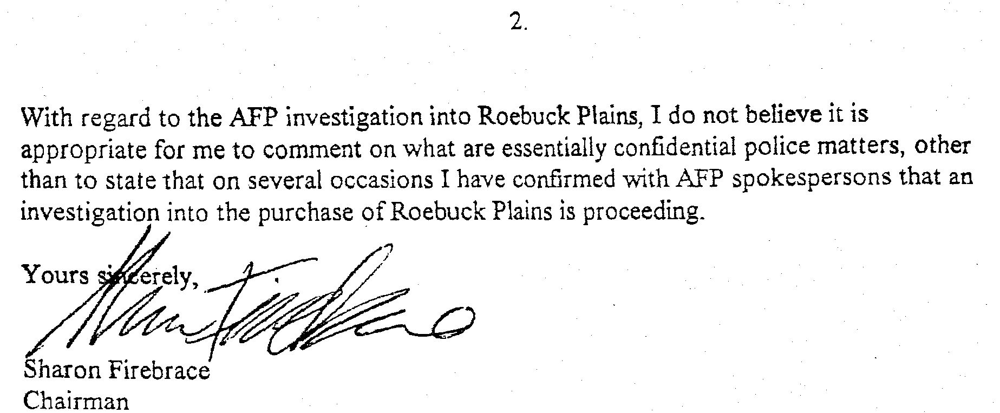 2.
With regard to the AFP investigation into Roebuck Plains, I do not believe it is
appropriate for me to comment on what are essentially confidential police matters, other
than to state that on several occasions I have confirmed with AFP spokespersons that an
investigation into the purchase of Roebuck Plains is proceeding.
Yours sincerely,
Sharon Firebrace
Sharon Firebrace
Chairman